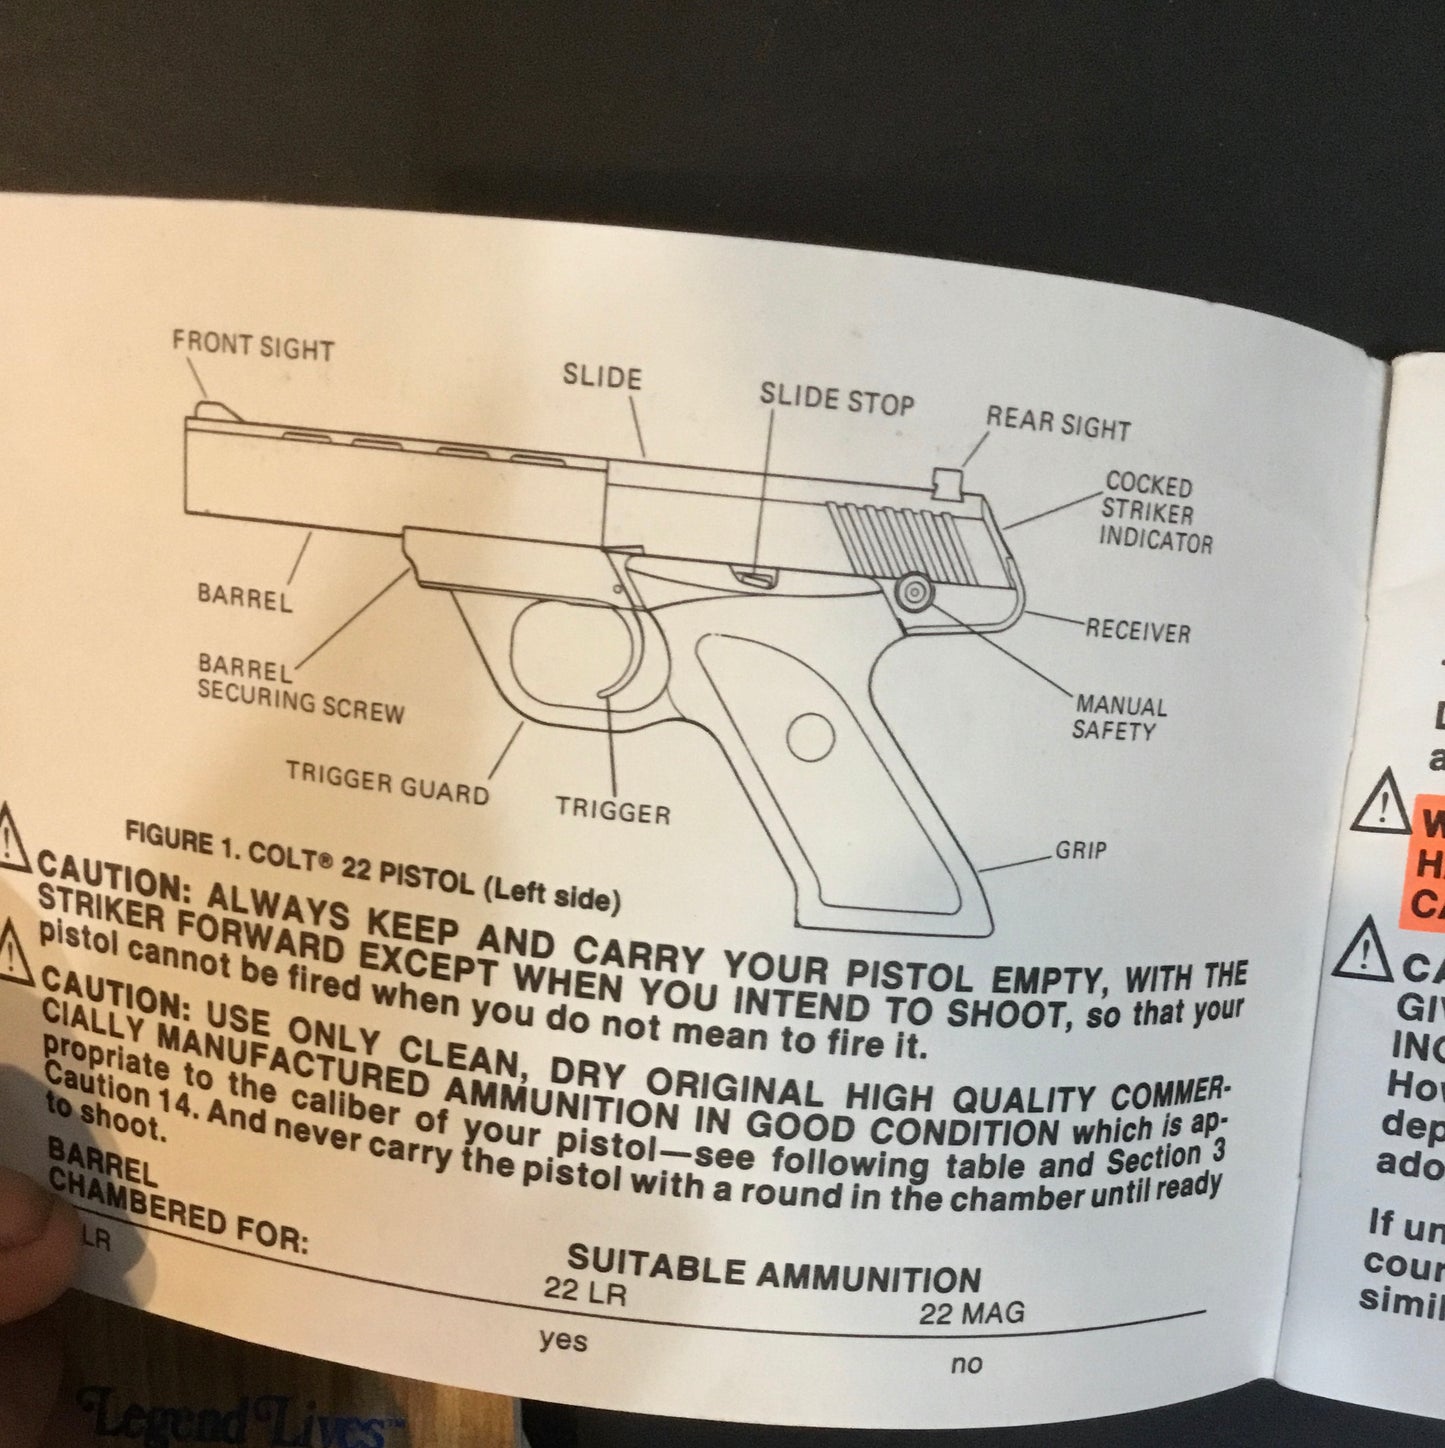 FRONT SIGHT
SLIDE
SLIDE STOP
REAR SIGHT
COCKED
STRIKER
INDICATOR
BARREL
RECEIVER
BARREL
SECURING SCREW
MANUAL
SAFETY
TRIGGER GUARD
TRIGGER
GRIP
FIGURE 1. COLT® 22 PISTOL (Left side)
CAUTION: ALWAYS KEEP AND CARRY YOUR PISTOL EMPTY, WITH THE
STRIKER FORWARD EXCEPT WHEN YOU INTEND TO SHOOT, so that your
pistol cannot be fired when you do not mean to fire it.
CAUTION: USE ONLY CLEAN, DRY ORIGINAL HIGH QUALITY COMMER-
CIALLY MANUFACTURED AMMUNITION IN GOOD CONDITION which is ap-
propriate to the caliber of your pistol—see following table and Section 3
Caution 14. And never carry the pistol with a round in the chamber until ready
to shoot.
BARREL
CHAMBERED FOR:
SUITABLE AMMUNITION
22 LR
22 MAG
LR
yes
no
Legend Lives™
If un